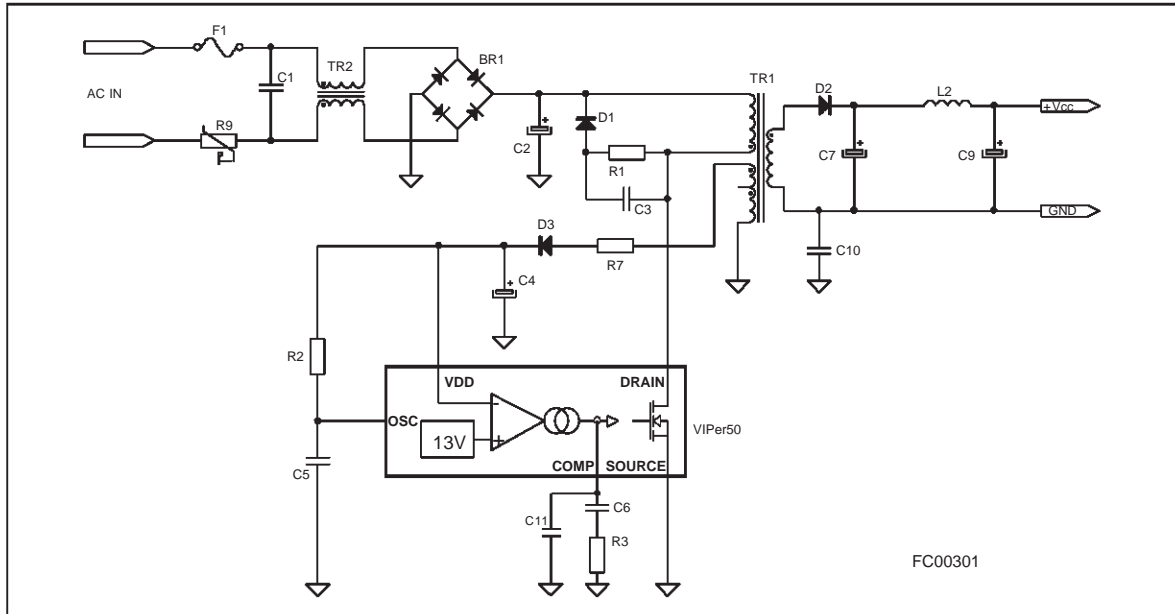 F1
TR2
BR1
C1
AC IN
R9
TR1
D2
L2
+Vcc
D1
C2
R1
C7
C9
C3
GND
D3
R7
C10
C4
R2
VDD
DRAIN
OSC
13V
VIPer50
COMP
SOURCE
C5
C6
C11
R3
FC00301